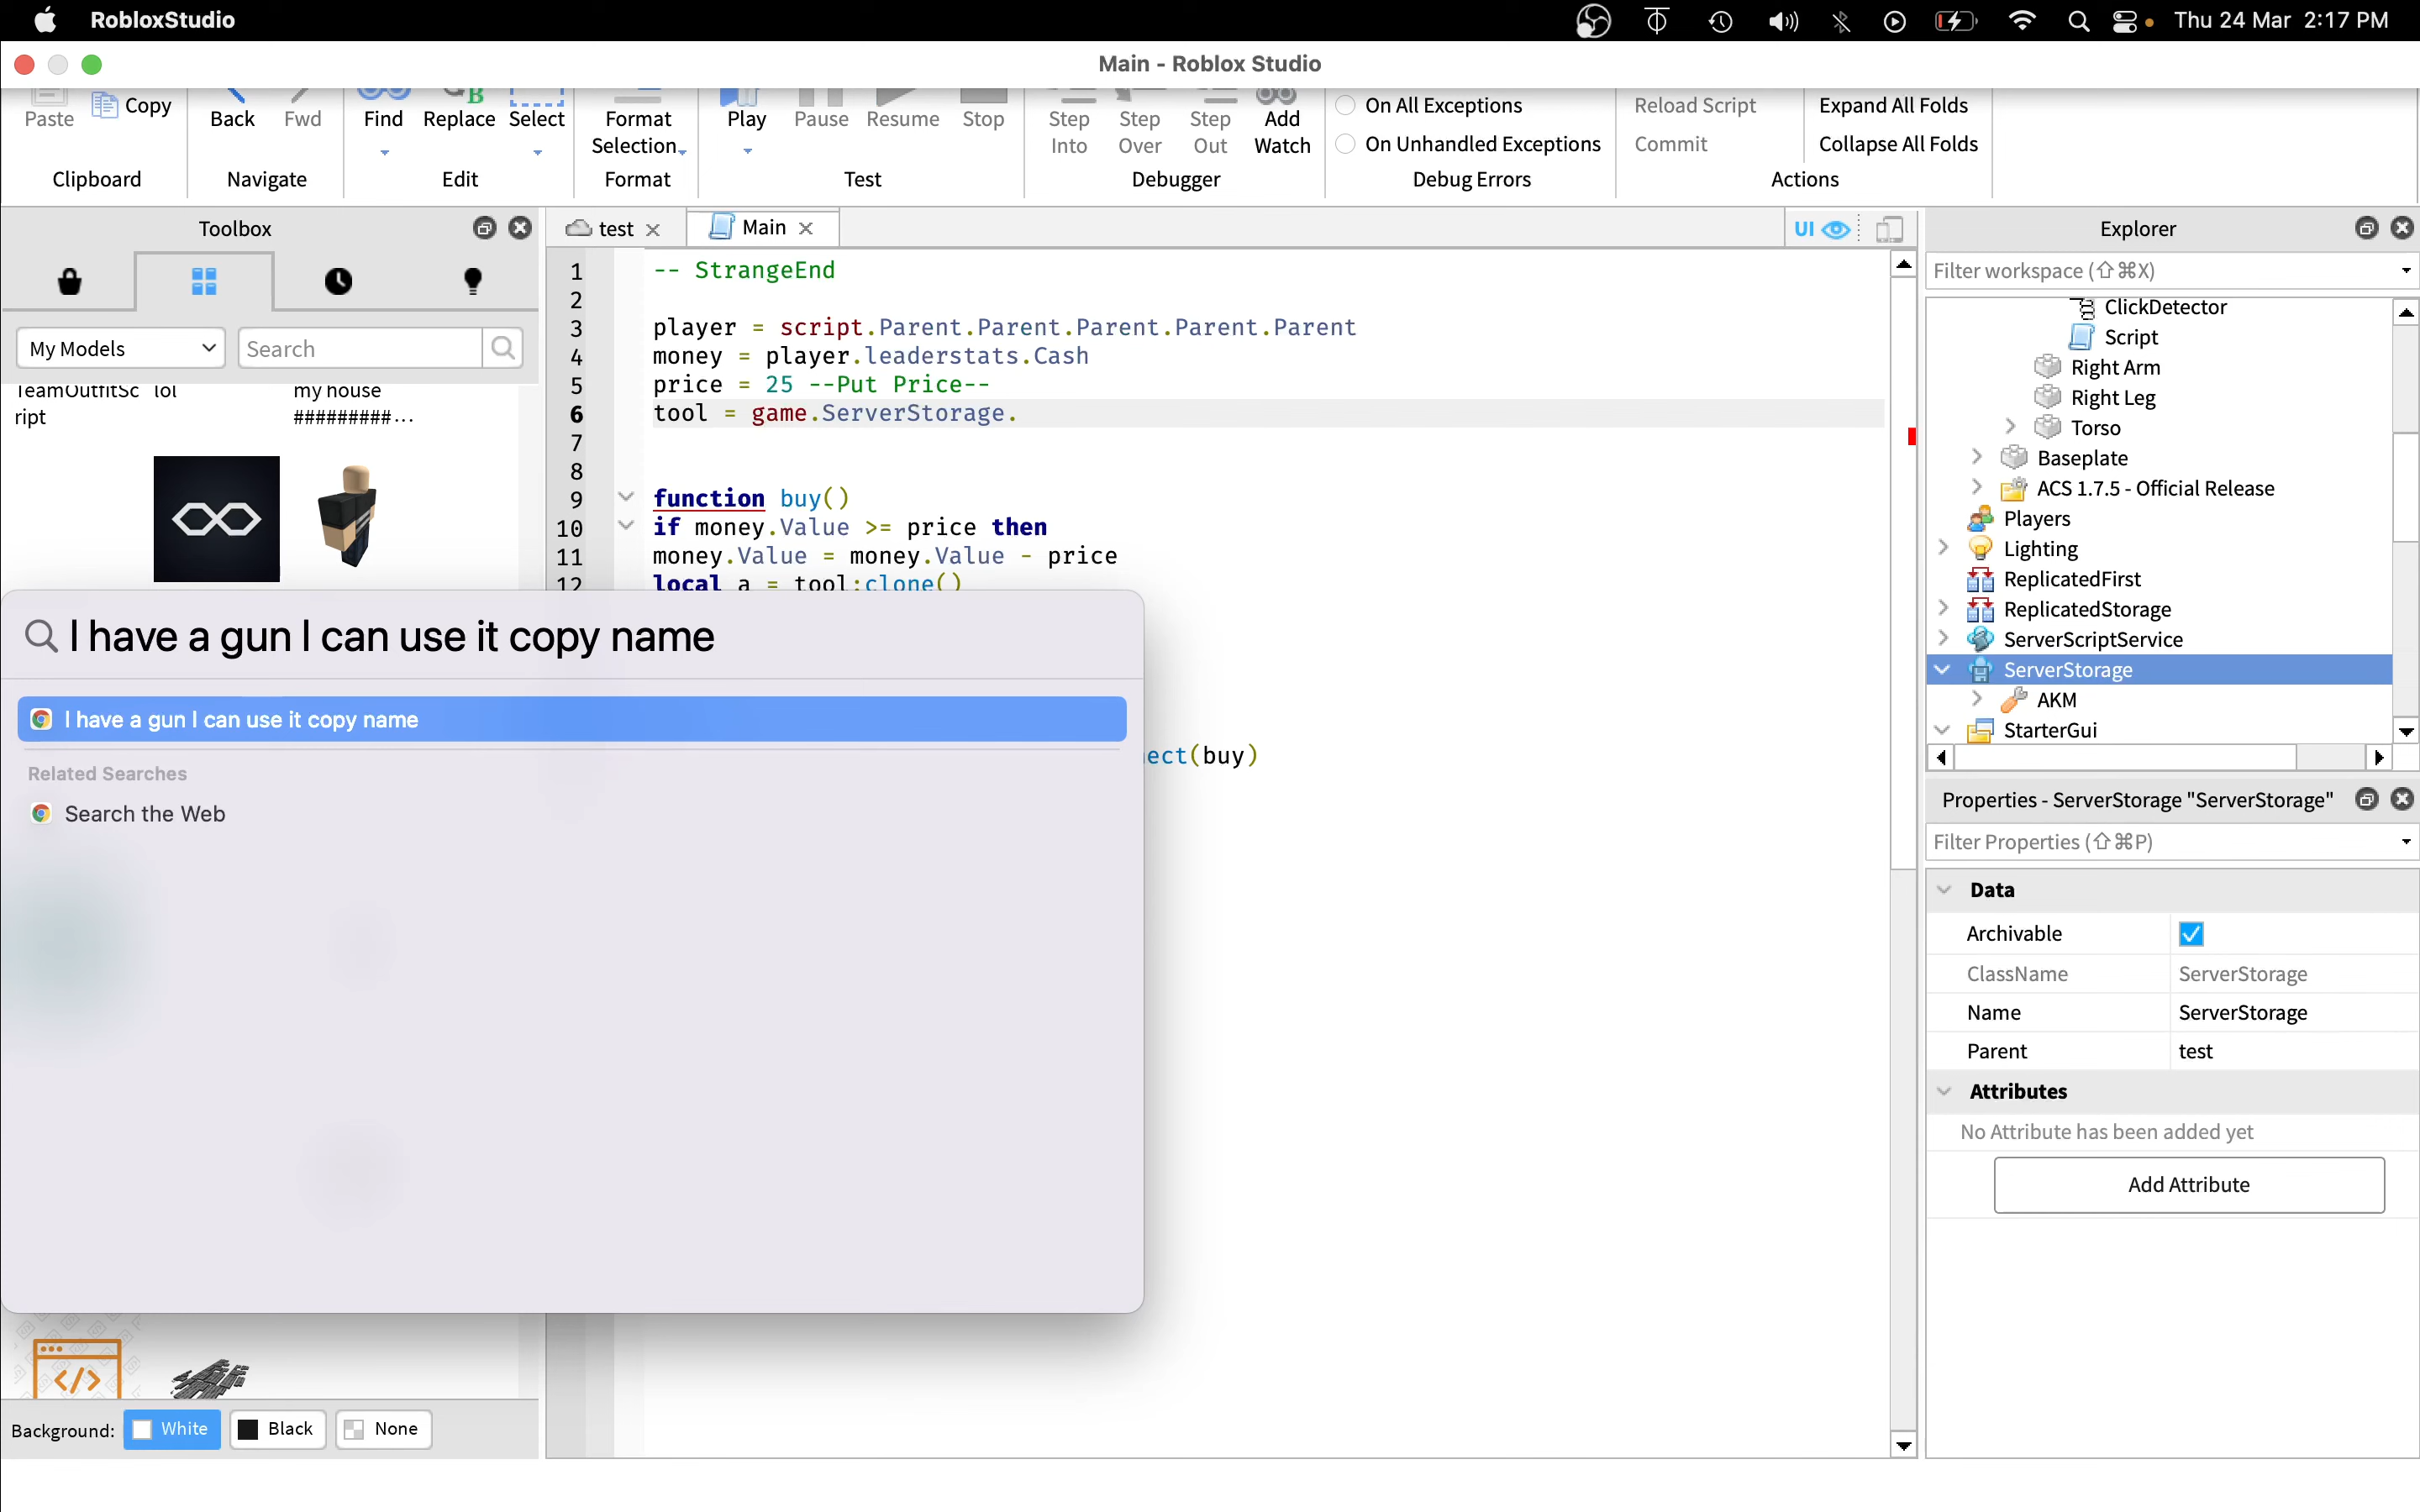 RobloxStudio
Thu 24 Mar 2:17 PM
Main - Roblox Studio
Paste
Copy
Back
Fwd
Find
Replace
Select
Format
Selection
Play
Pause
Resume
Stop
Step
Into
Step
Over
Step
Out
Add
Watch
On All Exceptions
On Unhandled Exceptions
Reload Script
Commit
Expand All Folds
Collapse All Folds
Clipboard
Navigate
Edit
Format
Test
Debugger
Debug Errors
Actions
Toolbox
My Models
Search
TeamOutfitSc
ript
lol
my house
#########...
test
Main
UI
1 -- StrangeEnd
2
3 player = script.Parent.Parent.Parent.Parent.Parent
4 money = player.leaderstats.Cash
5 price = 25 --Put Price--
6 tool = game.ServerStorage.
7
8
9 function buy()
10 if money.Value >= price then
11 money.Value = money.Value - price
12 local a = tool:clone()
I have a gun I can use it copy name
I have a gun I can use it copy name
Related Searches
Search the Web
ect(buy)
Background:
White
Black
None
Explorer
Filter workspace (⇧⌘X)
ClickDetector
Script
Right Arm
Right Leg
Torso
Baseplate
ACS 1.7.5 - Official Release
Players
Lighting
ReplicatedFirst
ReplicatedStorage
ServerScriptService
ServerStorage
AKM
StarterGui
Properties - ServerStorage "ServerStorage"
Filter Properties (⇧⌘P)
Data
Archivable
ClassName ServerStorage
Name ServerStorage
Parent test
Attributes
No Attribute has been added yet
Add Attribute